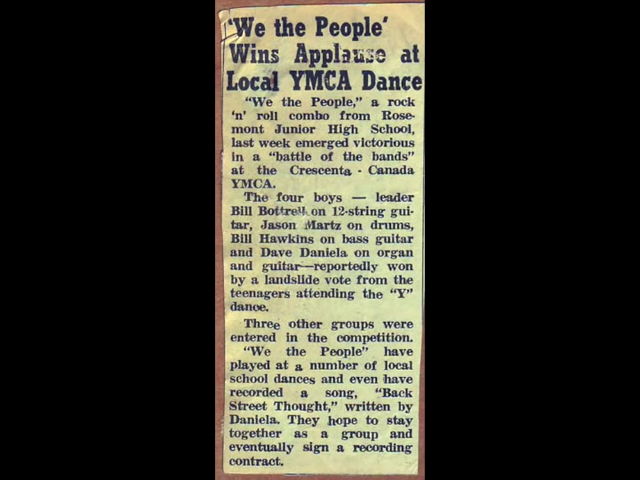 'We the People'
Wins Applause at
Local YMCA Dance
"We the People," a rock
'n' roll combo from Rose-
mont Junior High School,
last week emerged victorious
in a "battle of the bands"
at the Crescenta - Canada
YMCA.
The four boys — leader
Bill Bottrell on 12-string gui-
tar, Jason Martz on drums,
Bill Hawkins on bass guitar
and Dave Daniela on organ
and guitar—reportedly won
by a landslide vote from the
teenagers attending the "Y"
dance.
Three other groups were
entered in the competition.
"We the People" have
played at a number of local
school dances and even have
recorded a song, "Back
Street Thought," written by
Daniela. They hope to stay
together as a group and
eventually sign a recording
contract.